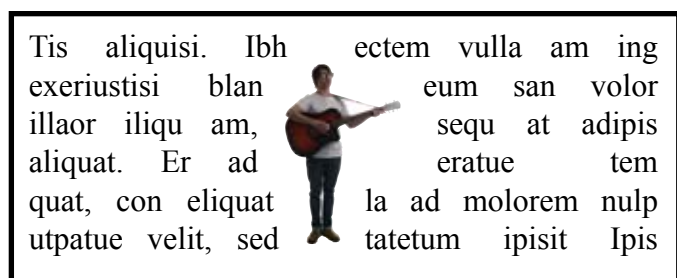 Tis aliquisi. Ibh ectem vulla am ing
exeriustisi blan eum san volor
illaor iliqu am, sequ at adipis
aliquat. Er ad eratue tem
quat, con eliquat la ad molorem nulp
utpatue velit, sed tatetum ipisit Ipis